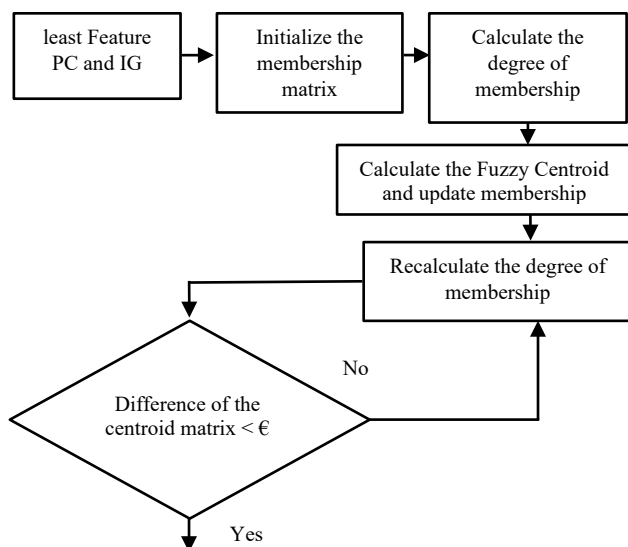 least Feature
PC and IG
Initialize the
membership
matrix
Calculate the
degree of
membership
Calculate the Fuzzy Centroid
and update membership
Recalculate the degree of
membership
No
Difference of the
centroid matrix < €
Yes